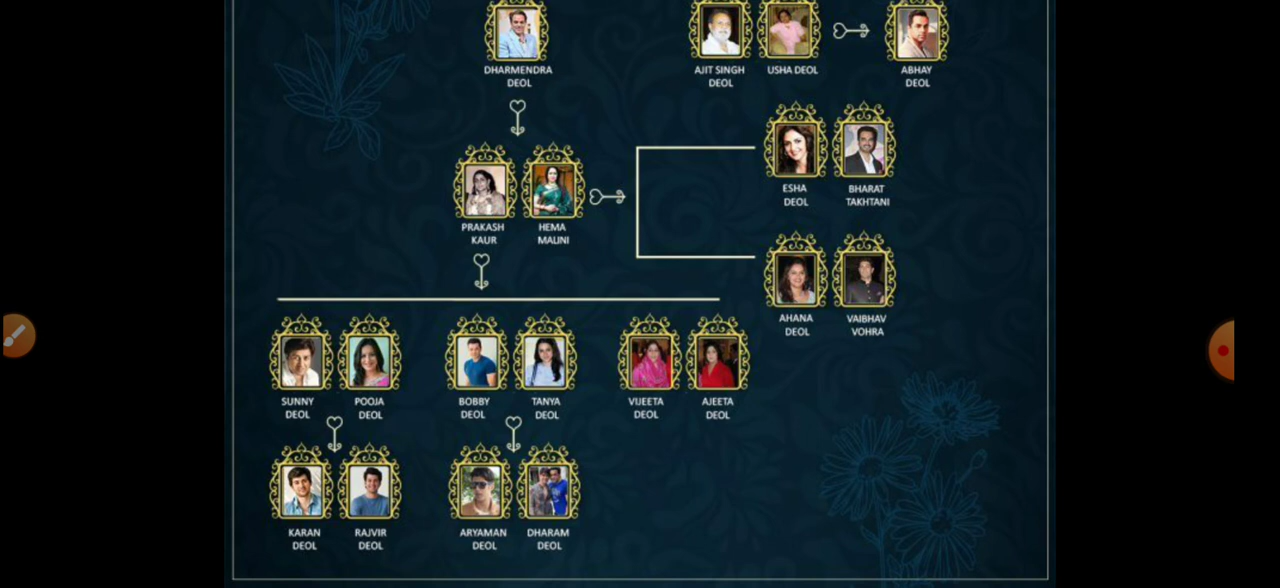 DHARMENDRA
DEOL
AJIT SINGH
DEOL
USHA DEOL
ABHAY
DEOL
ESHA
DEOL
BHARAT
TAKHTANI
PRAKASH
KAUR
HEMA
MALINI
AHANA
DEOL
VAIBHAV
VOHRA
SUNNY
DEOL
POOJA
DEOL
BOBBY
DEOL
TANYA
DEOL
VIJEETA
DEOL
AJEETA
DEOL
KARAN
DEOL
RAJVIR
DEOL
ARYAMAN
DEOL
DHARAM
DEOL